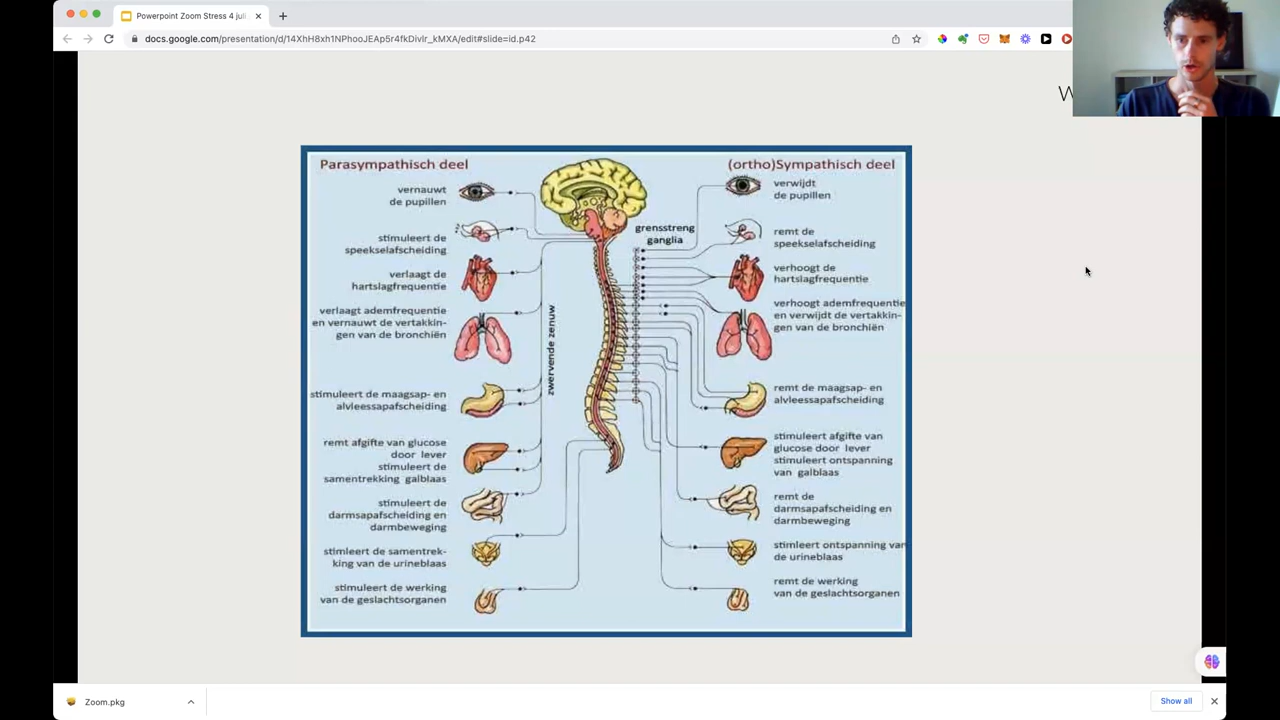 Powerpoint Zoom Stress 4 juli
docs.google.com/presentation/d/14XhH8xh1NPhooJEAp5r4fkDivlr_kMXA/edit#slide=id.p42
W
Parasympathisch deel
vernauwt
de pupillen
stimuleert de
speekselafscheiding
verlaagt de
hartslagfrequentie
verlaagt ademfrequentie
en vernauwt de vertakkin-
gen van de bronchiën
stimuleert de maagsap- en
alvleessapafscheiding
remt afgifte van glucose
door lever
stimuleert de
samentrekking galblaas
stimuleert de
darmsapafscheiding en
darmbeweging
stimleert de samentrek-
king van de urineblaas
stimuleert de werking
van de geslachtsorganen
zwervende zenuw
grensstreng
ganglia
(ortho)Sympathisch deel
verwijdt
de pupillen
remt de
speekselafscheiding
verhoogt de
hartslagfrequentie
verhoogt ademfrequentie
en verwijdt de vertakkin-
gen van de bronchiën
remt de maagsap- en
alvleessapafscheiding
stimuleert afgifte van
glucose door lever
stimuleert ontspanning
van galblaas
remt de
darmsapafscheiding en
darmbeweging
stimleert ontspanning van
de urineblaas
remt de werking
van de geslachtsorganen
Zoom.pkg
Show all